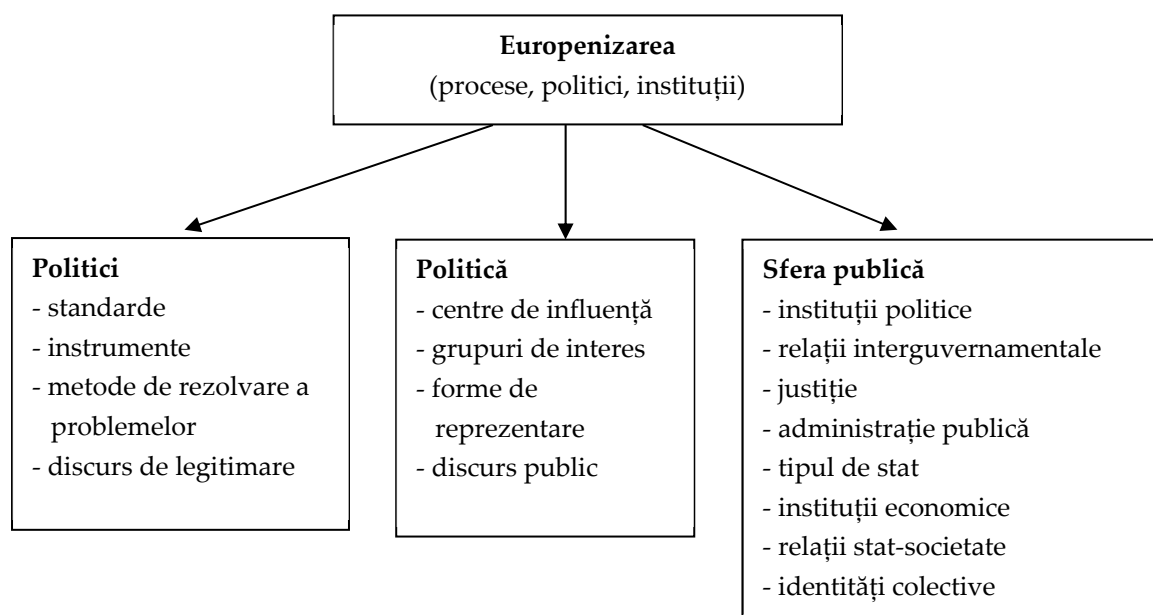 Europenizarea
(procese, politici, instituții)
Politici
- standarde
- instrumente
- metode de rezolvare a
problemelor
- discurs de legitimare
Politică
- centre de influență
- grupuri de interes
- forme de
reprezentare
- discurs public
Sfera publică
- instituții politice
- relații interguvernamentale
- justiție
- administrație publică
- tipul de stat
- instituții economice
- relații stat-societate
- identități colective